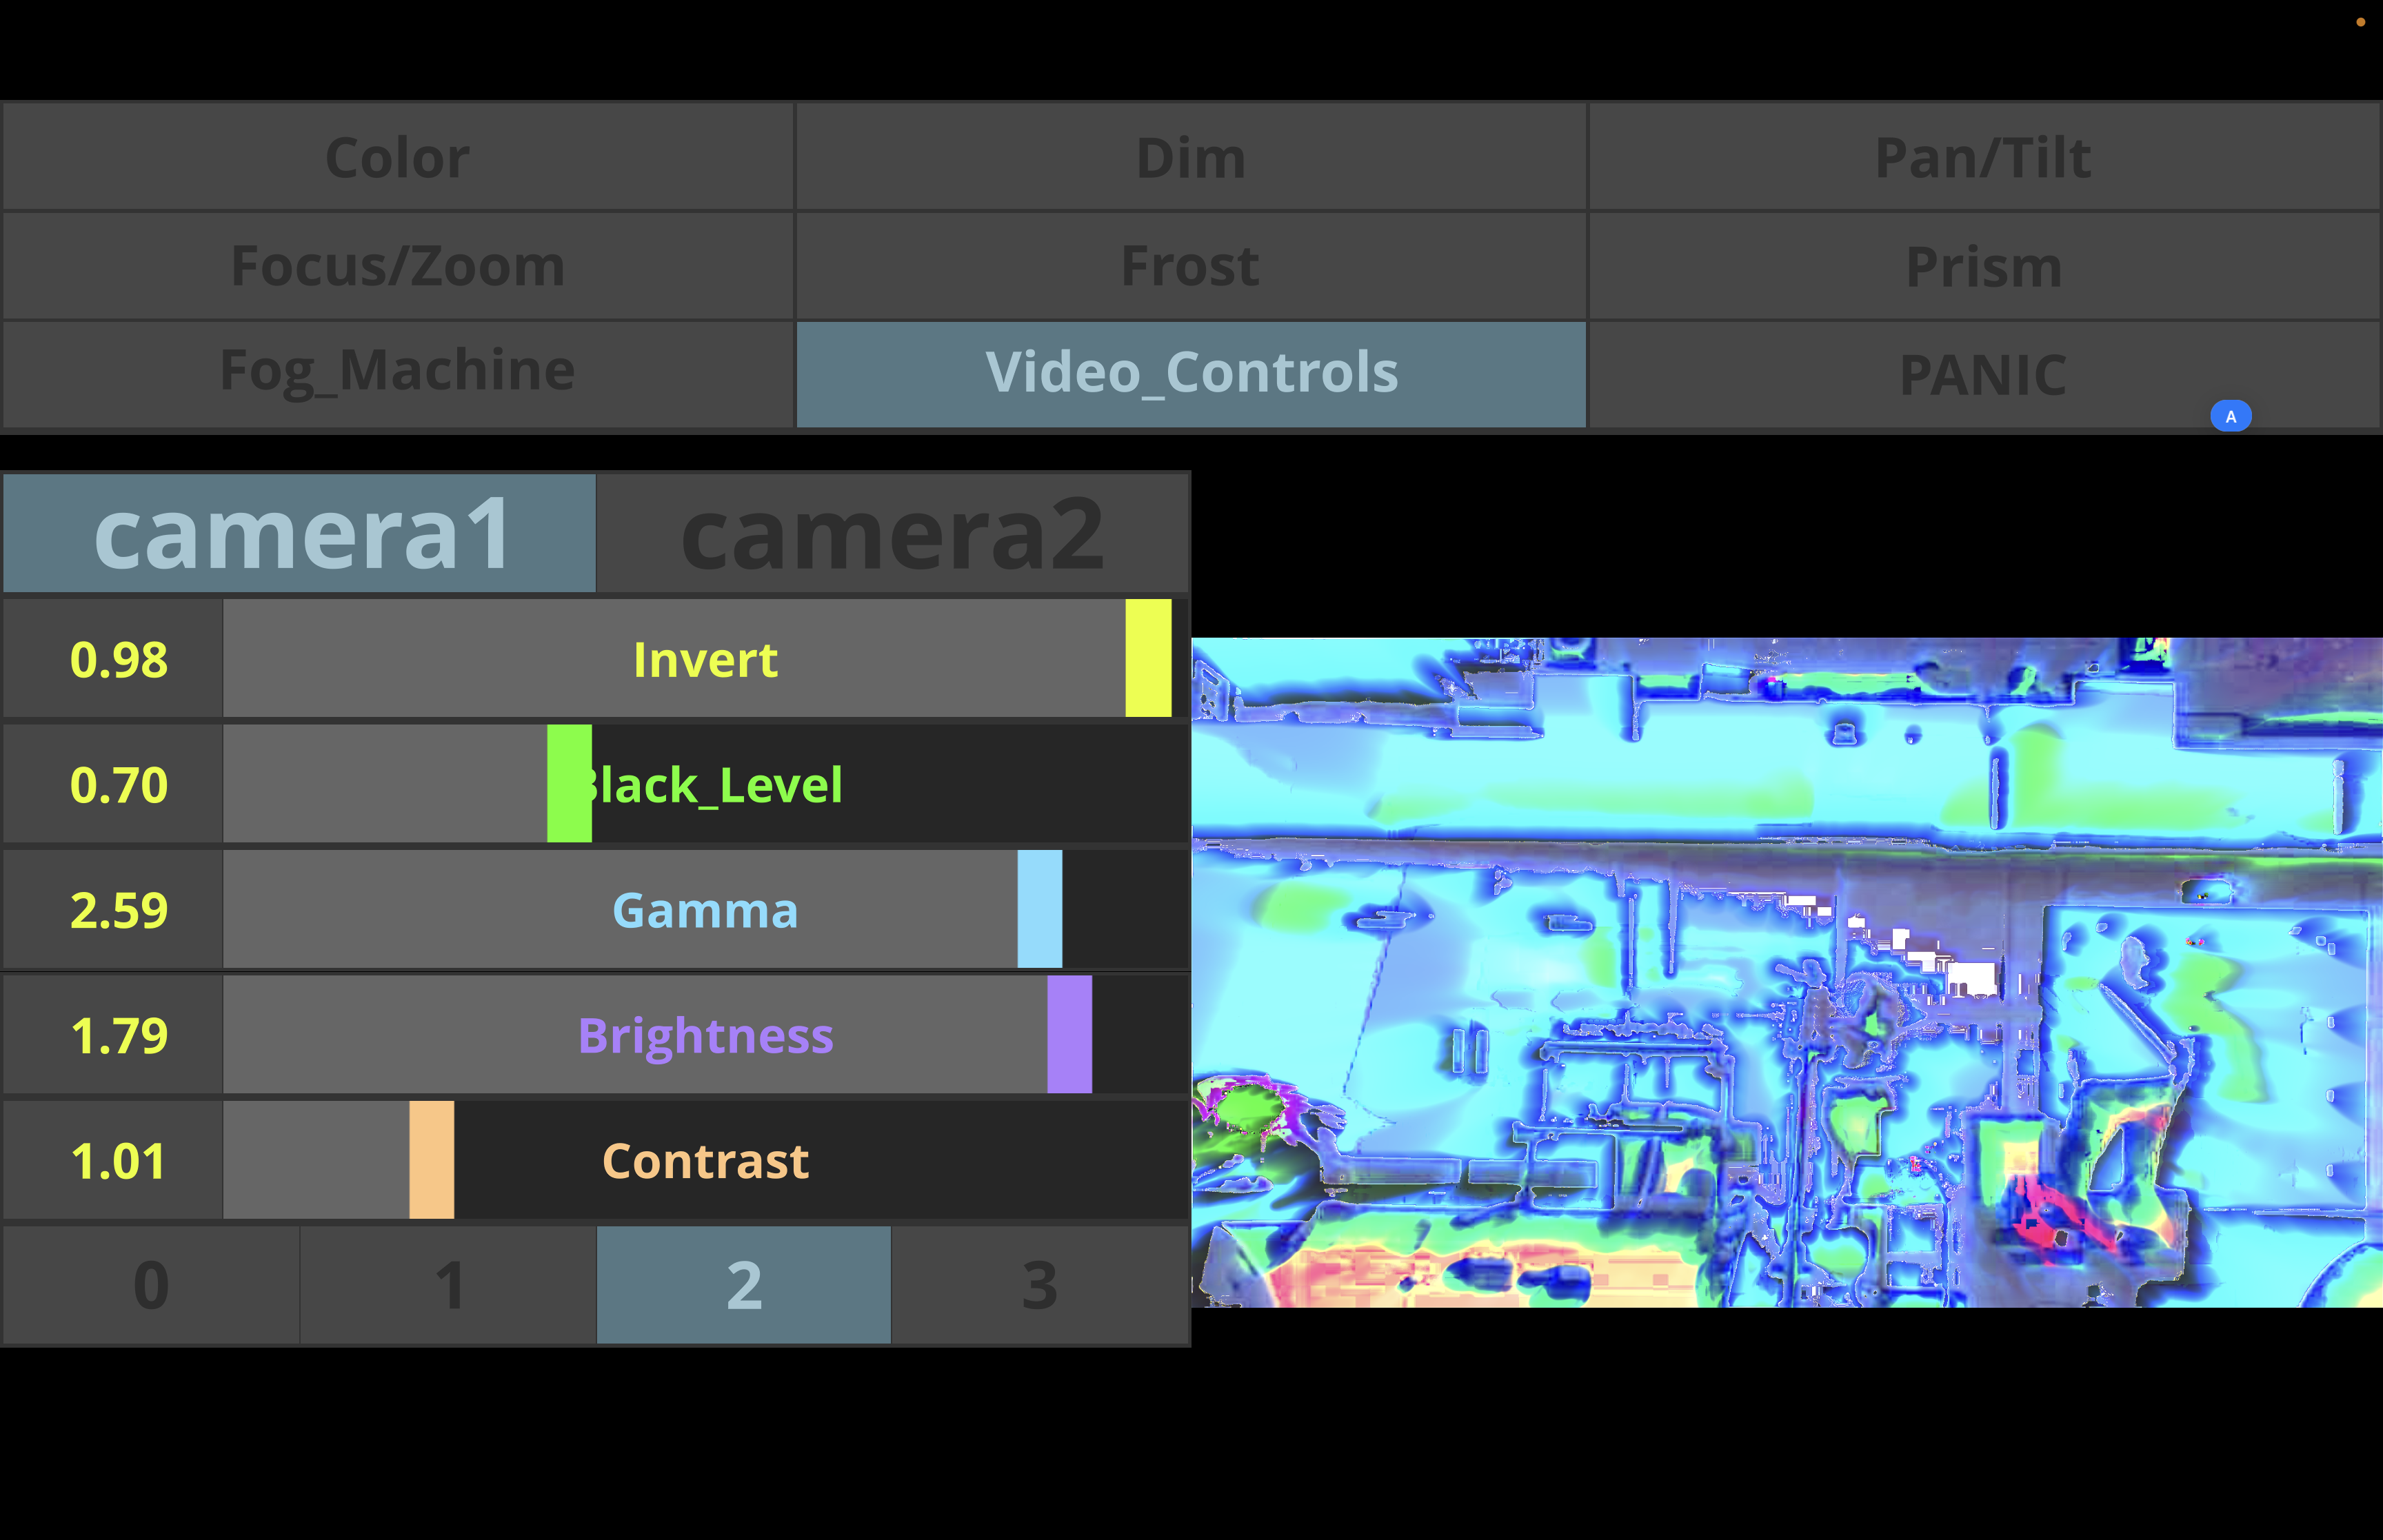 Color Dim Pan/Tilt
Focus/Zoom Frost Prism
Fog_Machine Video_Controls PANIC
A
camera1 camera2
0.98 Invert
0.70 Black_Level
2.59 Gamma
1.79 Brightness
1.01 Contrast
0 1 2 3